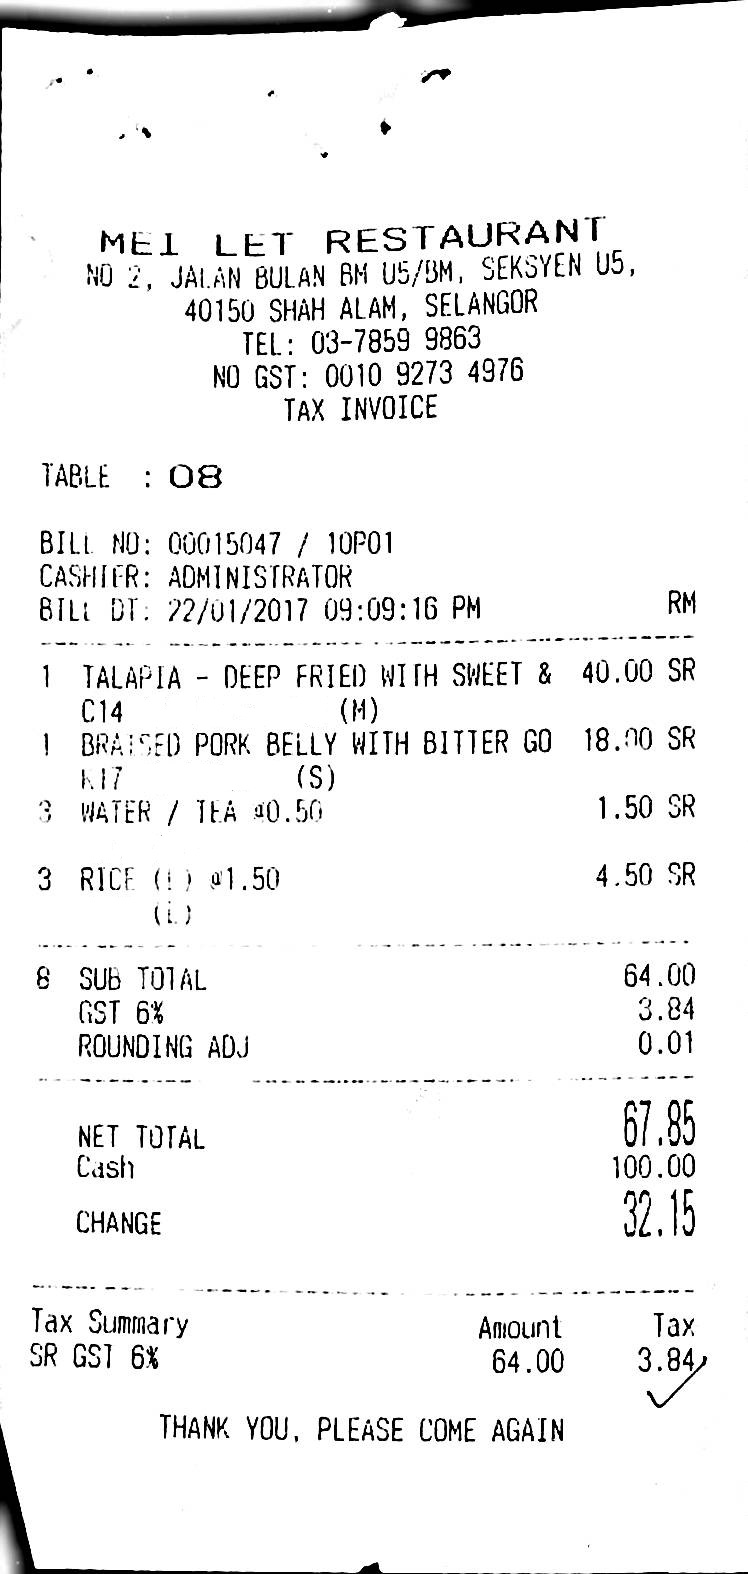 MEI LET RESTAURANT
NO 2, JALAN BULAN BM U5/BM, SEKSYEN U5,
40150 SHAH ALAM, SELANGOR
TEL: 03-7859 9863
NO GST: 0010 9273 4976
TAX INVOICE
TABLE : 08
BILL NO: 00015047 / 10P01
CASHIER: ADMINISTRATOR
BILL DT: 22/01/2017 09:09:16 PM RM
1 TALAPIA - DEEP FRIED WITH SWEET & 40.00 SR
C14 (M)
1 BRAISED PORK BELLY WITH BITTER GO 18.00 SR
K17 (S)
3 WATER / TEA @0.50 1.50 SR
3 RICE (L) @1.50 4.50 SR
(L)
8 SUB TOTAL 64.00
GST 6% 3.84
ROUNDING ADJ 0.01
NET TOTAL 67.85
Cash 100.00
CHANGE 32.15
Tax Summary Amount Tax
SR GST 6% 64.00 3.84
THANK YOU, PLEASE COME AGAIN